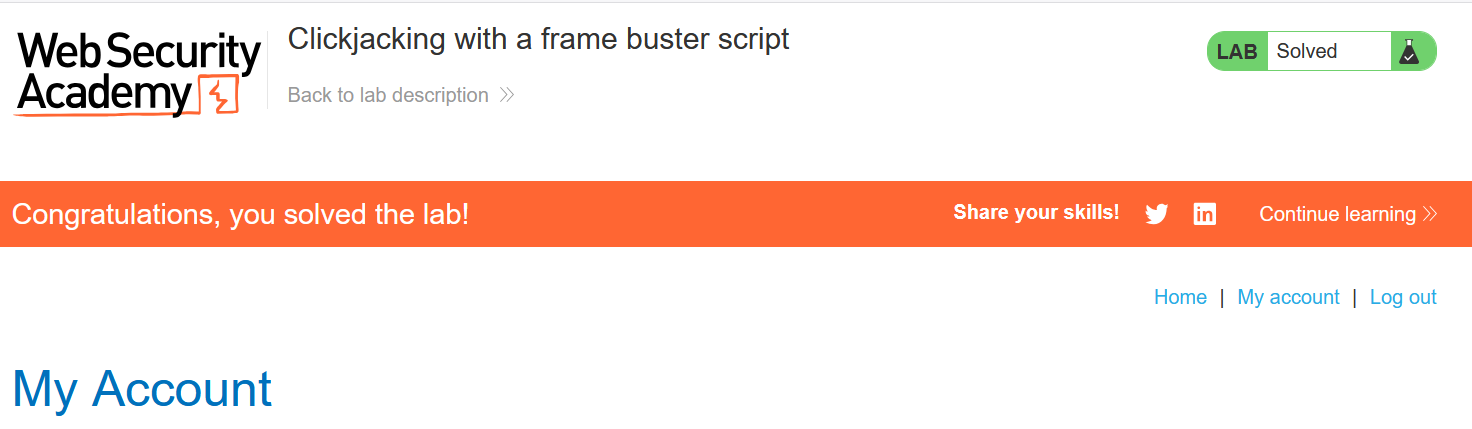 Web Security
Academy
Clickjacking with a frame buster script
Back to lab description
LAB Solved
Congratulations, you solved the lab!
Share your skills!
Continue learning
Home | My account | Log out
My Account